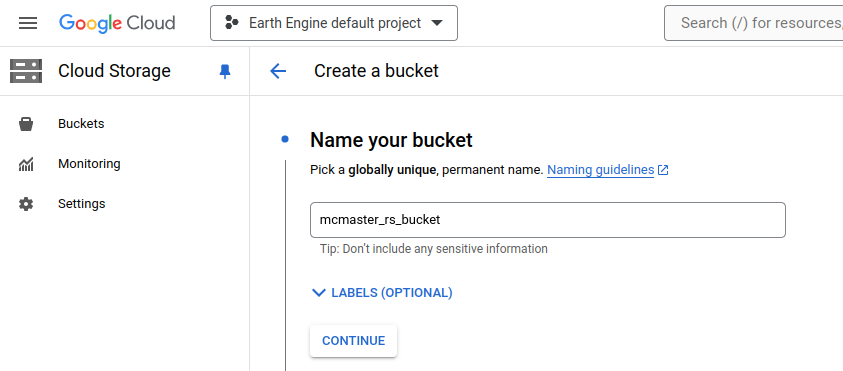 Google Cloud
Earth Engine default project
Search (/) for resources,
Cloud Storage
Create a bucket
Buckets
Monitoring
Settings
Name your bucket
Pick a globally unique, permanent name. Naming guidelines
mcmaster_rs_bucket
Tip: Don't include any sensitive information
LABELS (OPTIONAL)
CONTINUE